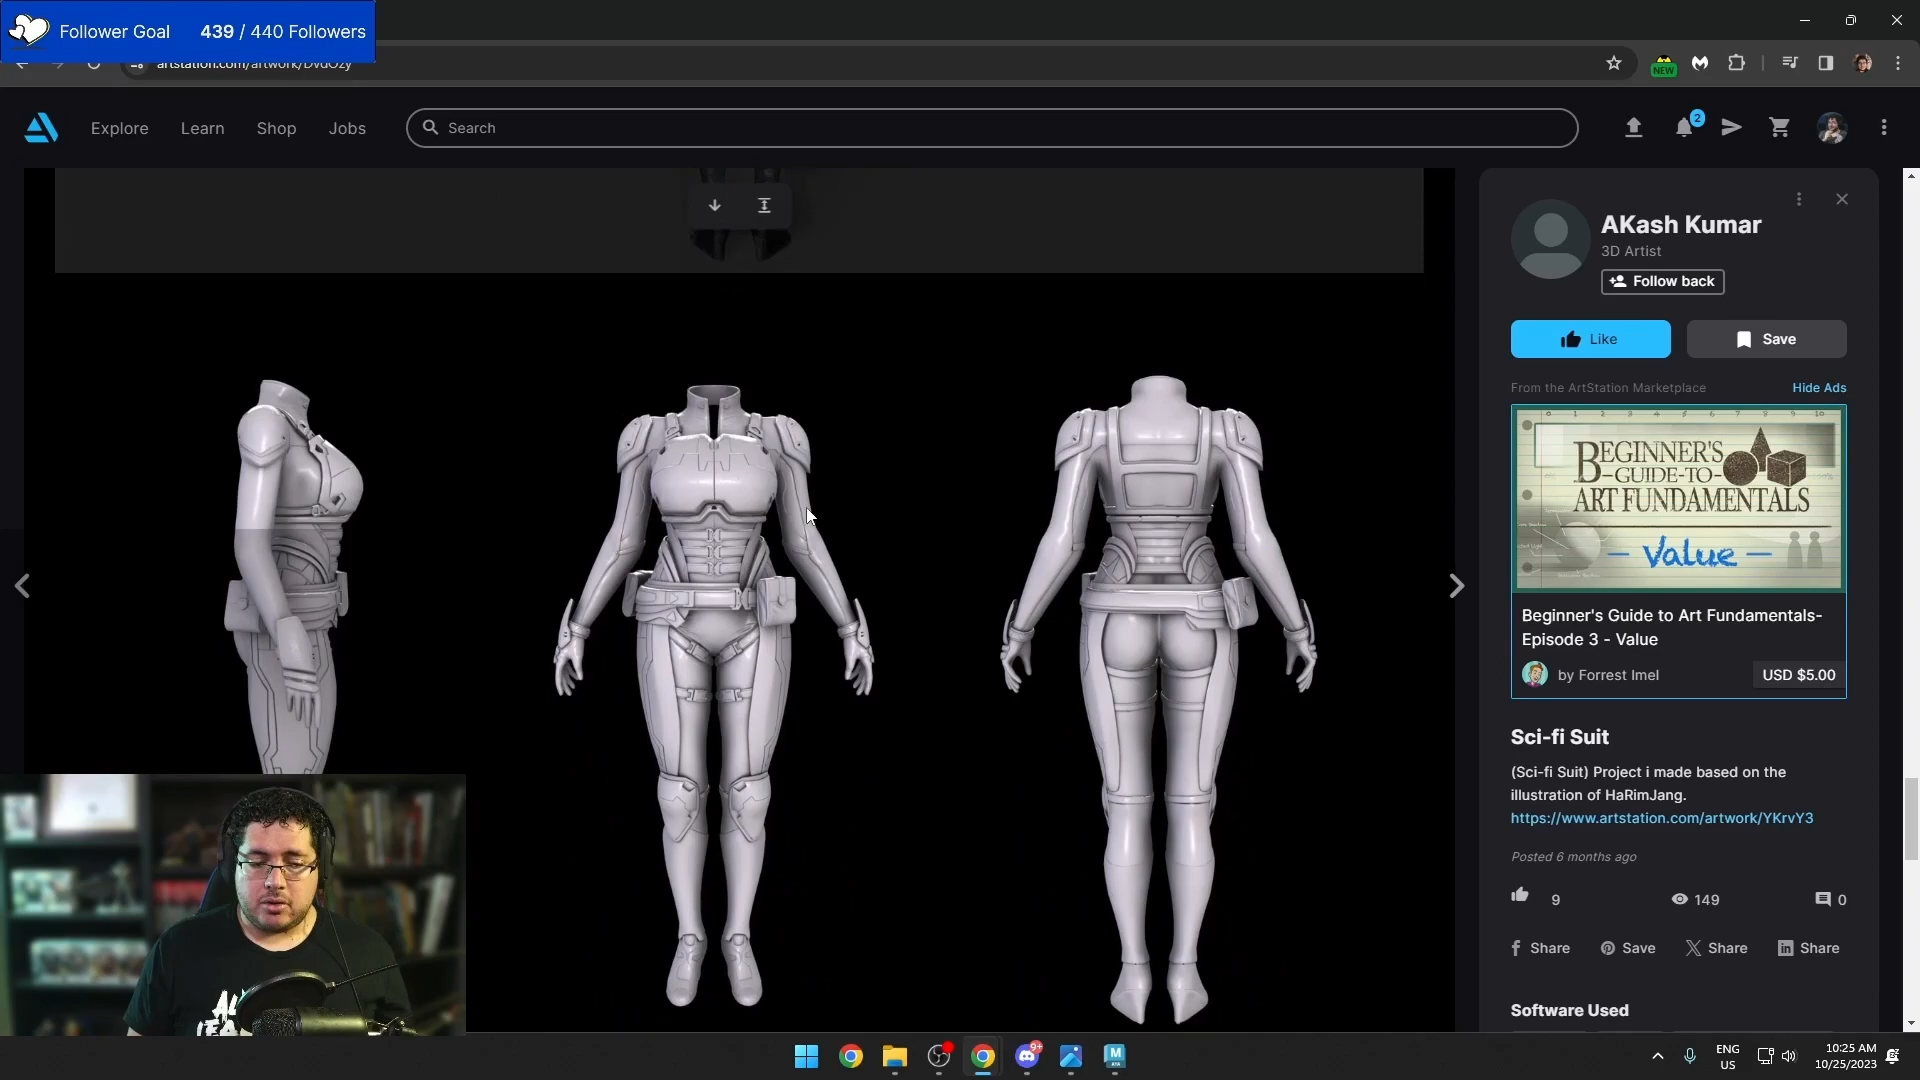 Follower Goal 439 / 440 Followers
artstation.com/artwork/DvdOzy
NEW
Explore Learn Shop Jobs
Search
2
AKash Kumar
3D Artist
Follow back
Like
Save
From the ArtStation Marketplace
Hide Ads
BEGINNER'S
-GUIDE-TO-
ART FUNDAMENTALS
- Value -
Beginner's Guide to Art Fundamentals-
Episode 3 - Value
by Forrest Imel
USD $5.00
Sci-fi Suit
(Sci-fi Suit) Project i made based on the
illustration of HaRimJang.
https://www.artstation.com/artwork/YKrvY3
Posted 6 months ago
9
149
0
Share
Save
Share
Share
Software Used
9+
M
ENG
US
10:25 AM
10/25/2023